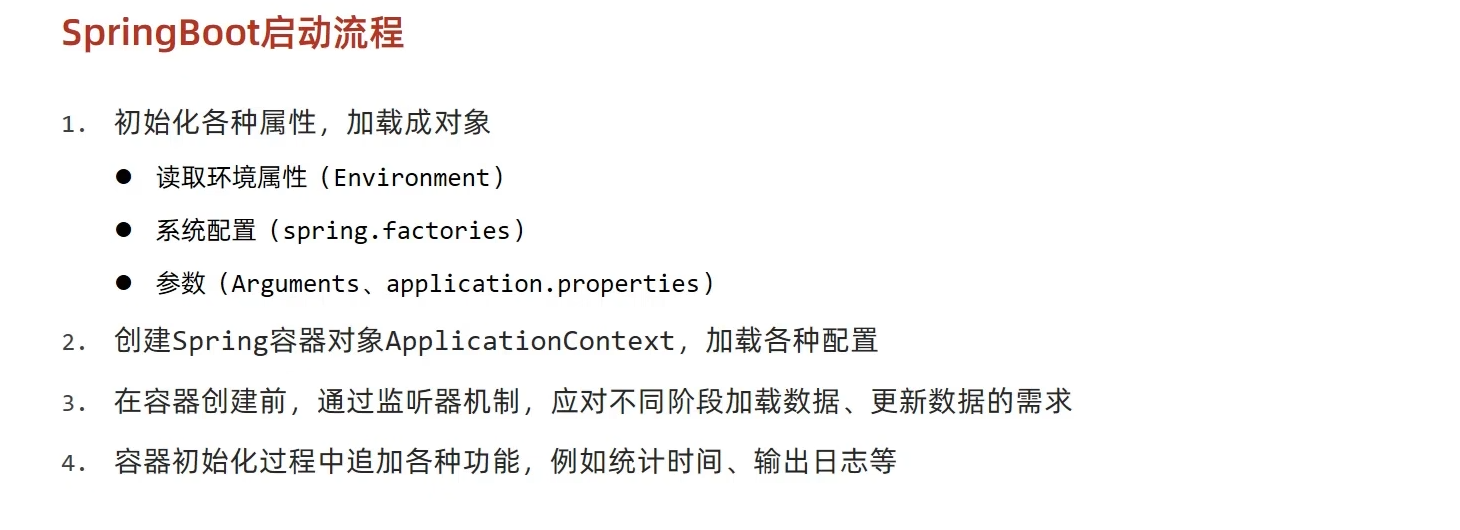 SpringBoot启动流程
1. 初始化各种属性，加载成对象
● 读取环境属性（Environment）
● 系统配置（spring.factories）
● 参数（Arguments、application.properties）
2. 创建Spring容器对象ApplicationContext，加载各种配置
3. 在容器创建前，通过监听器机制，应对不同阶段加载数据、更新数据的需求
4. 容器初始化过程中追加各种功能，例如统计时间、输出日志等